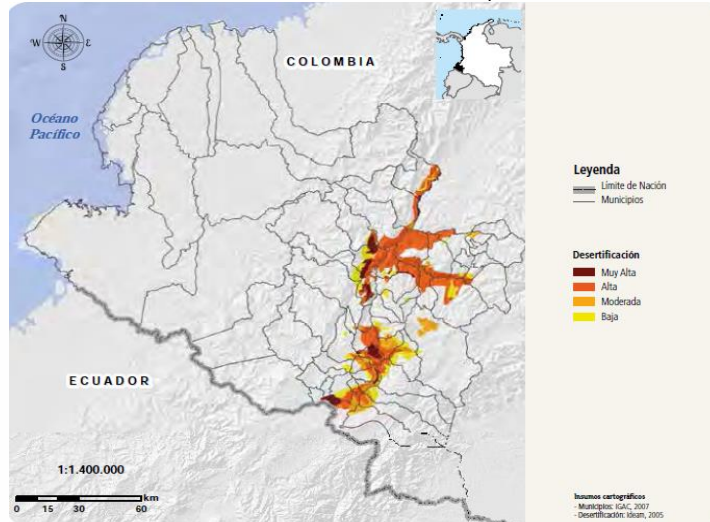 N
W
E
S
COLOMBIA
Océano
Pacífico
ECUADOR
1:1.400.000
km
0 15 30 60
Leyenda
Límite de Nación
Municipios
Desertificación
Muy Alta
Alta
Moderada
Baja
Insumos cartográficos
- Municipios: IGAC, 2007
- Desertificación: Ideam, 2005